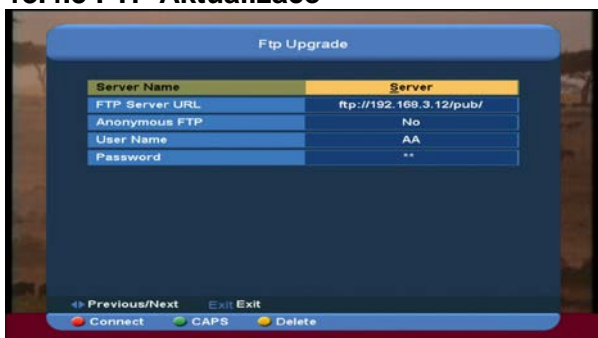 Ftp Upgrade
Server Name Server
FTP Server URL ftp://192.168.3.12/pub/
Anonymous FTP No
User Name AA
Password **
Previous/Next Exit Exit
Connect CAPS Delete